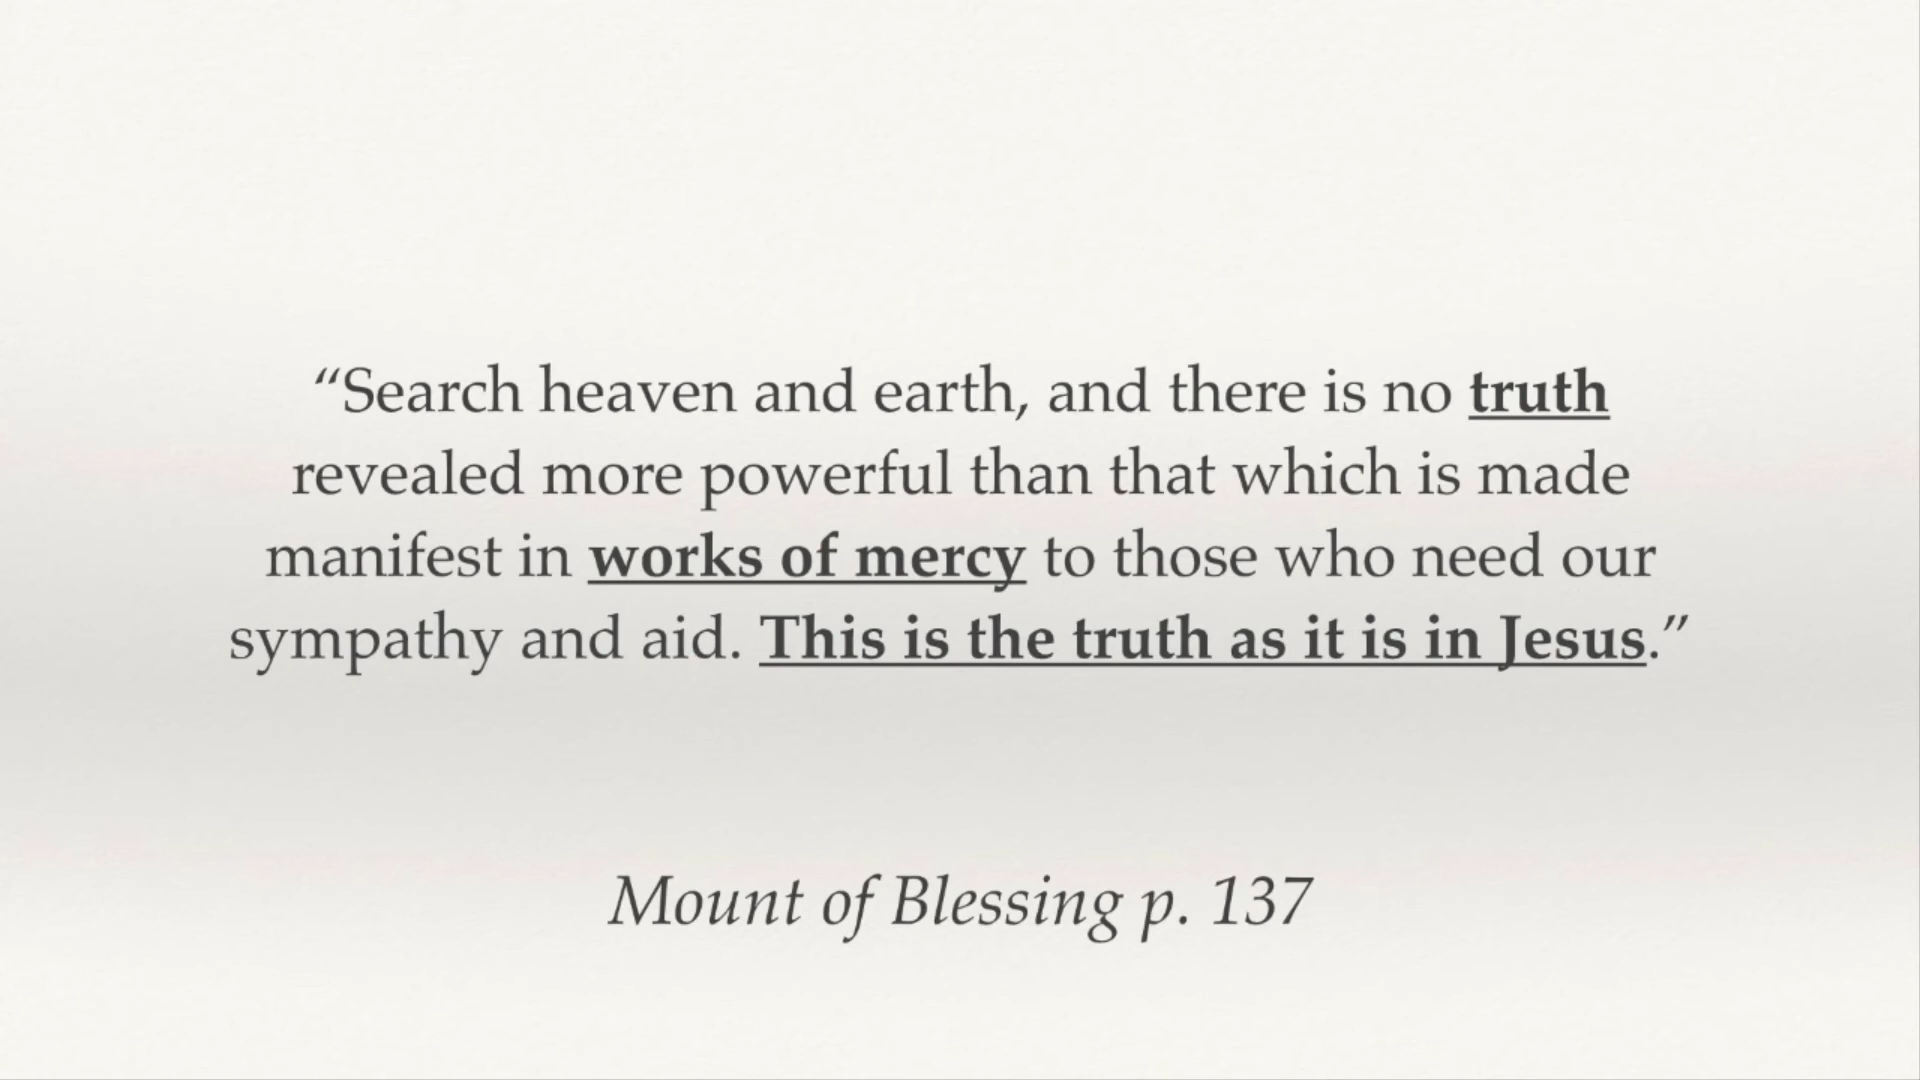 “Search heaven and earth, and there is no truth
revealed more powerful than that which is made
manifest in works of mercy to those who need our
sympathy and aid. This is the truth as it is in Jesus.”
Mount of Blessing p. 137